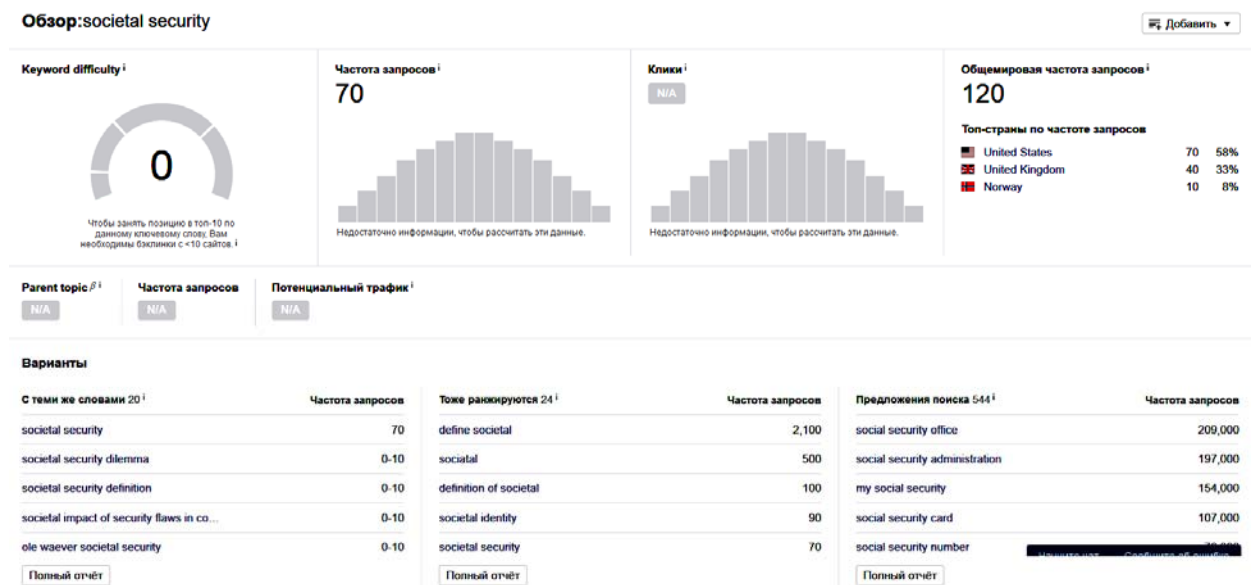 Обзор:societal security
Добавить
Keyword difficulty i
0
Чтобы занять позицию в топ-10 по
данному ключевому слову, Вам
необходимы бэклинки с <10 сайтов. i
Частота запросов i
70
Недостаточно информации, чтобы рассчитать эти данные.
Клики i
N/A
Недостаточно информации, чтобы рассчитать эти данные.
Общемировая частота запросов i
120
Топ-страны по частоте запросов
United States 70 58%
United Kingdom 40 33%
Norway 10 8%
Parent topic β i
N/A
Частота запросов
N/A
Потенциальный трафик i
N/A
Варианты
С теми же словами 20 i Частота запросов
societal security 70
societal security dilemma 0-10
societal security definition 0-10
societal impact of security flaws in co... 0-10
ole waever societal security 0-10
Полный отчёт
Тоже ранжируются 24 i Частота запросов
define societal 2,100
sociatal 500
definition of societal 100
societal identity 90
societal security 70
Полный отчёт
Предложения поиска 544 i Частота запросов
social security office 209,000
social security administration 197,000
my social security 154,000
social security card 107,000
social security number
Начните чат Сообщите об ошибке
Полный отчёт